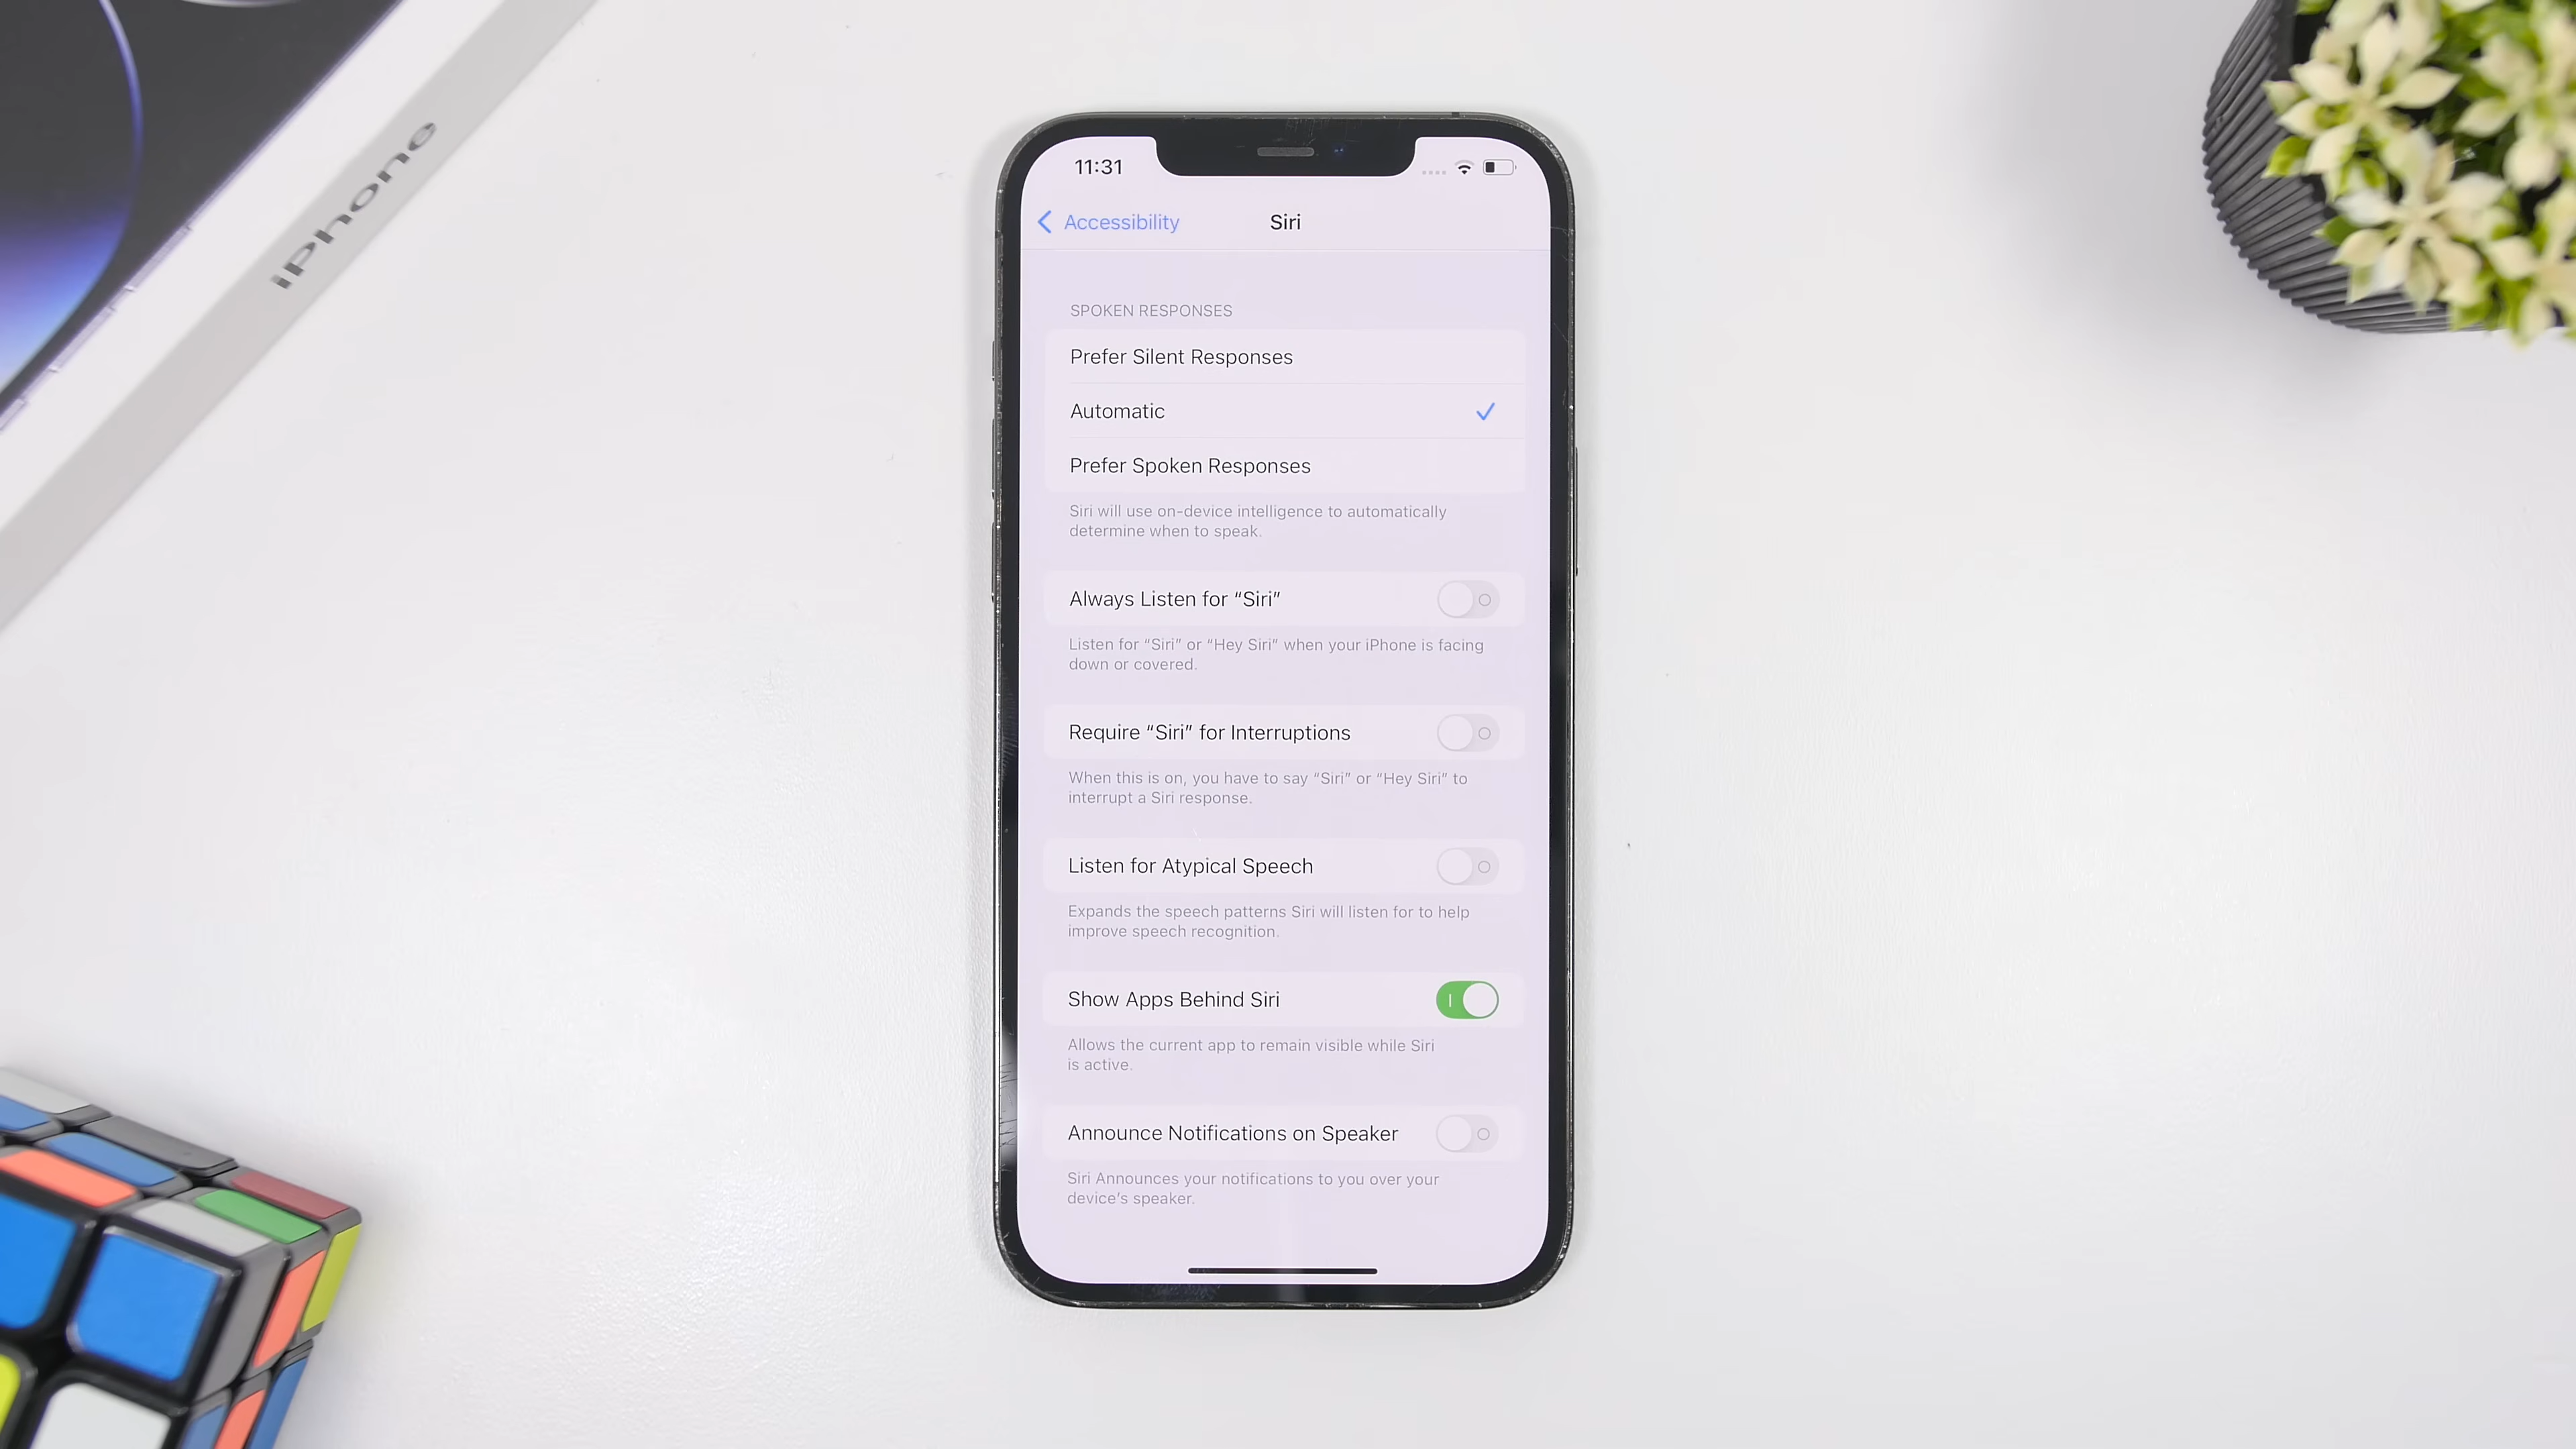 iPhone
11:31
Accessibility
Siri
SPOKEN RESPONSES
Prefer Silent Responses
Automatic
Prefer Spoken Responses
Siri will use on-device intelligence to automatically
determine when to speak.
Always Listen for “Siri”
Listen for “Siri” or “Hey Siri” when your iPhone is facing
down or covered.
Require “Siri” for Interruptions
When this is on, you have to say “Siri” or “Hey Siri” to
interrupt a Siri response.
Listen for Atypical Speech
Expands the speech patterns Siri will listen for to help
improve speech recognition.
Show Apps Behind Siri
Allows the current app to remain visible while Siri
is active.
Announce Notifications on Speaker
Siri Announces your notifications to you over your
device’s speaker.